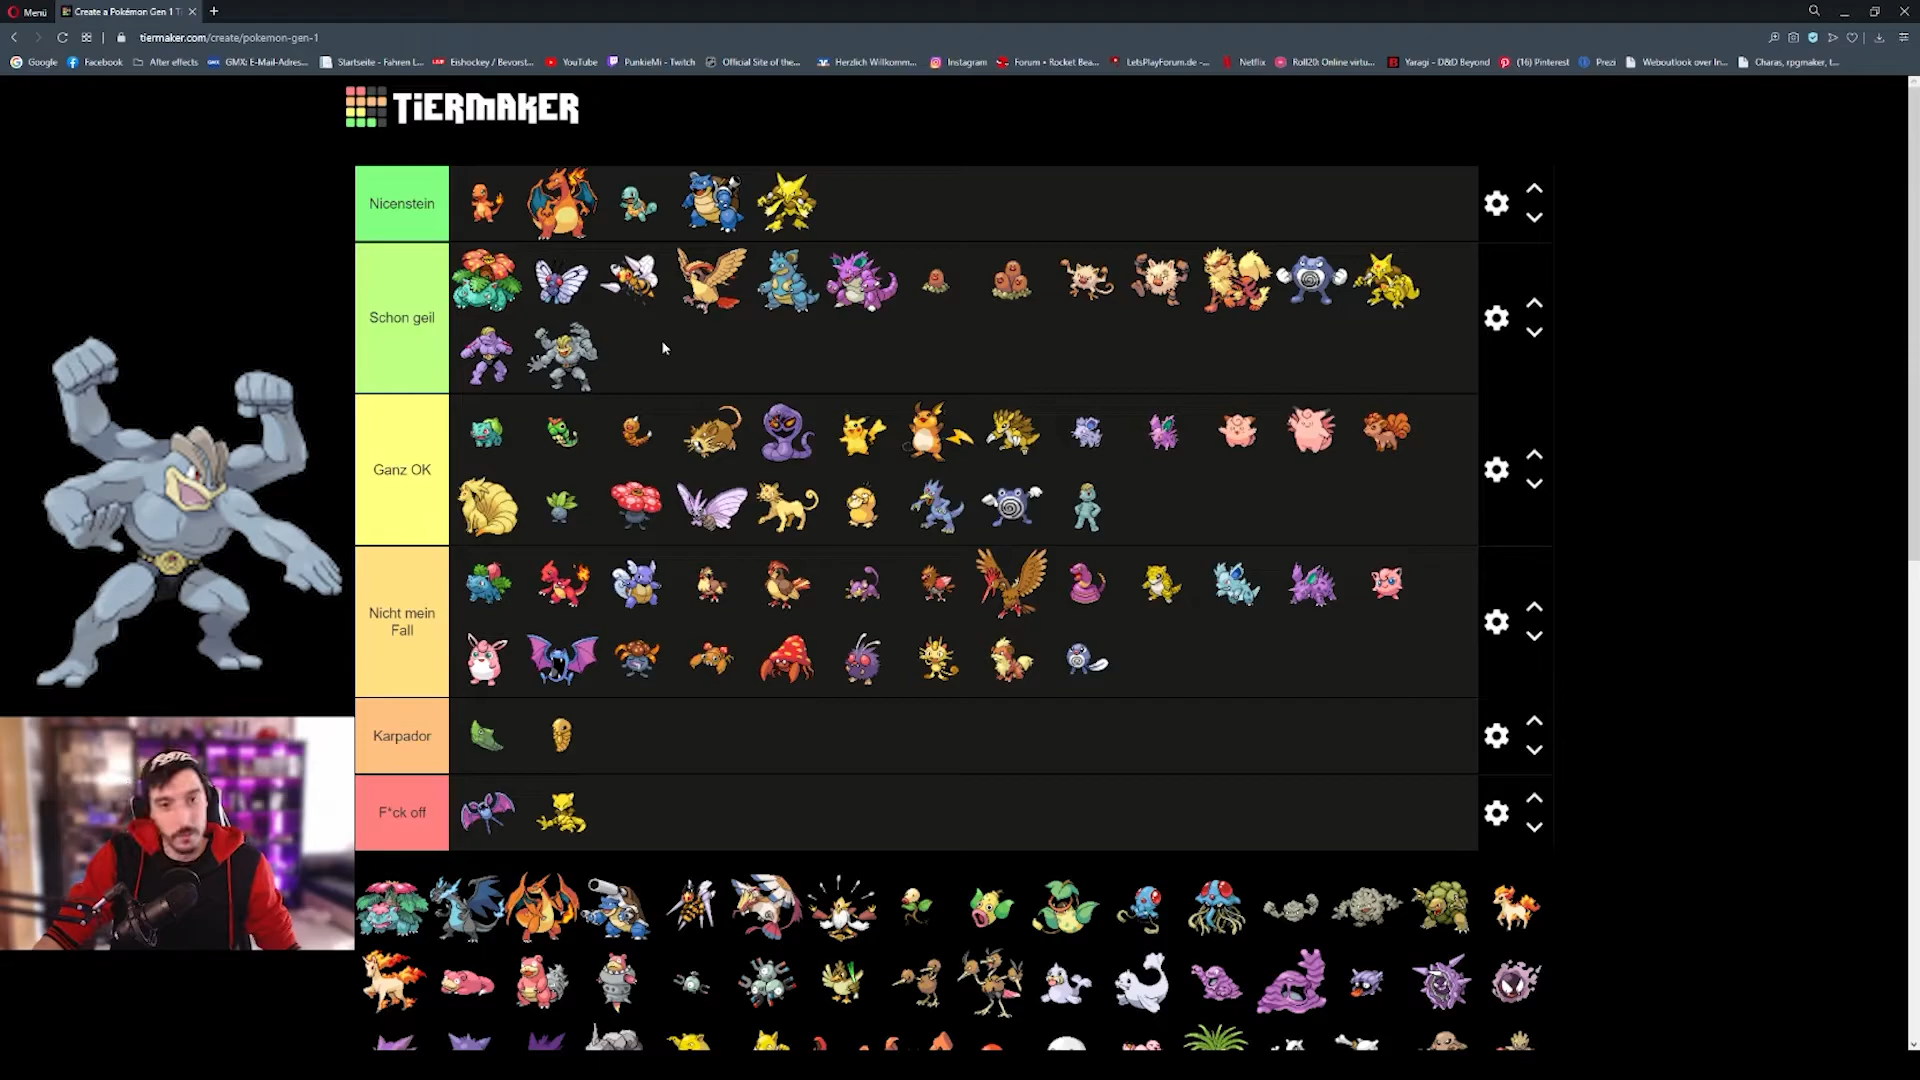 Menü
Create a Pokémon Gen 1 T
tiermaker.com/create/pokemon-gen-1
Google
Facebook
After effects
GMX: E-Mail-Adres...
Startseite - Fahren L...
Eishockey / Bevorst...
YouTube
PunkieMi - Twitch
Official Site of the...
Herzlich Willkomm...
Instagram
Forum • Rocket Bea...
LetsPlayForum.de -...
Netflix
Roll20: Online virtu...
Yaragi - D&D Beyond
(16) Pinterest
Prezi
Weboutlook over In...
Charas, rpgmaker, t...
TiERMAKER
Nicenstein
Schon geil
Ganz OK
Nicht mein
Fall
Karpador
F*ck off